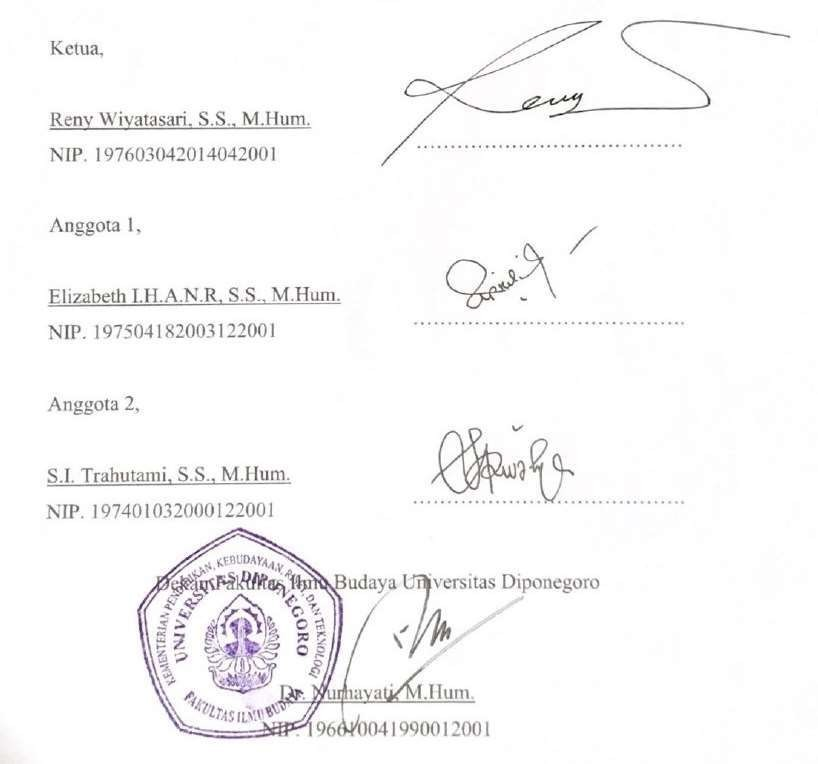 Ketua,
Reny Wiyatasari, S.S., M.Hum.
NIP. 197603042014042001
Reny
Anggota 1,
Elizabeth I.H.A.N.R, S.S., M.Hum.
NIP. 197504182003122001
Anggota 2,
S.I. Trahutami, S.S., M.Hum.
NIP. 197401032000122001
Dekan Fakultas Ilmu Budaya Universitas Diponegoro
KEMENTERIAN PENDIDIKAN, KEBUDAYAAN, RISET, DAN TEKNOLOGI
UNIVERSITAS DIPONEGORO
FAKULTAS ILMU BUDAYA
Dr. Nurhayati, M.Hum.
NIP. 196610041990012001